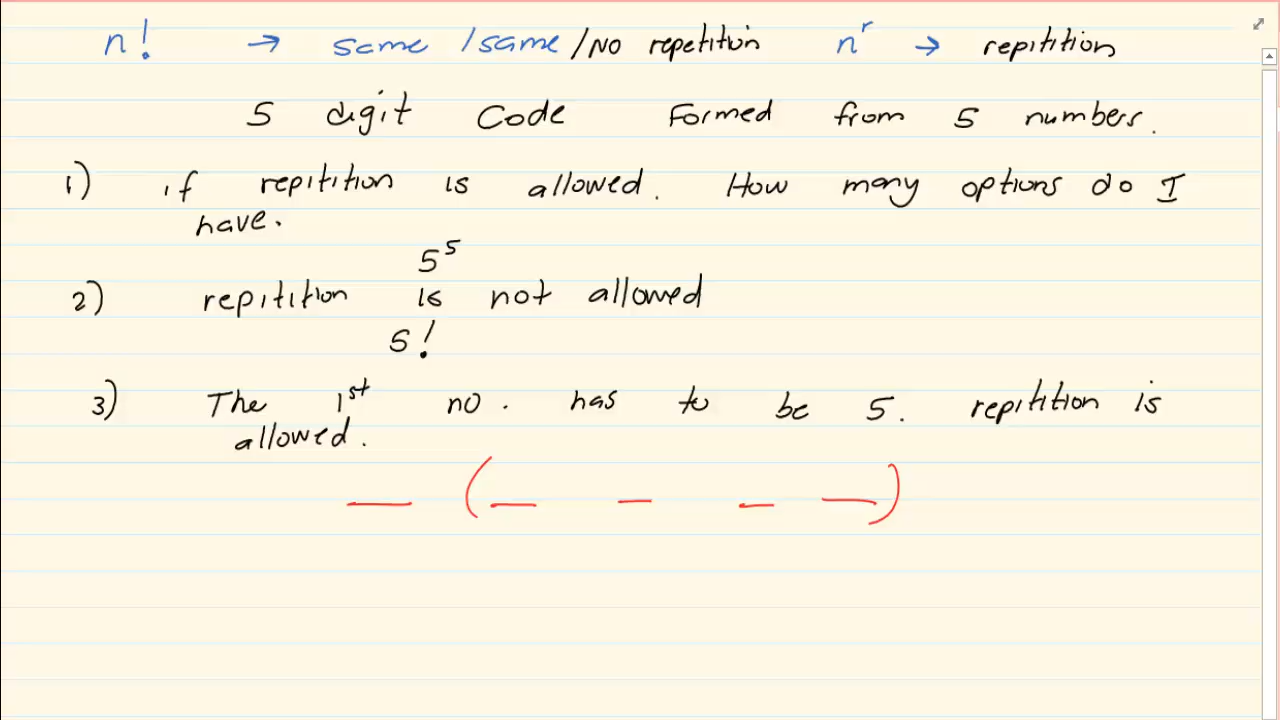 n! → same /same/No repetition n^r → repitition
5 digit Code Formed from 5 numbers.
1) if repitition is allowed. How many options do I
have.
5^5
2) repitition is not allowed
5!
3) The 1st no. has to be 5. repitition is
allowed.
— (— — — —)